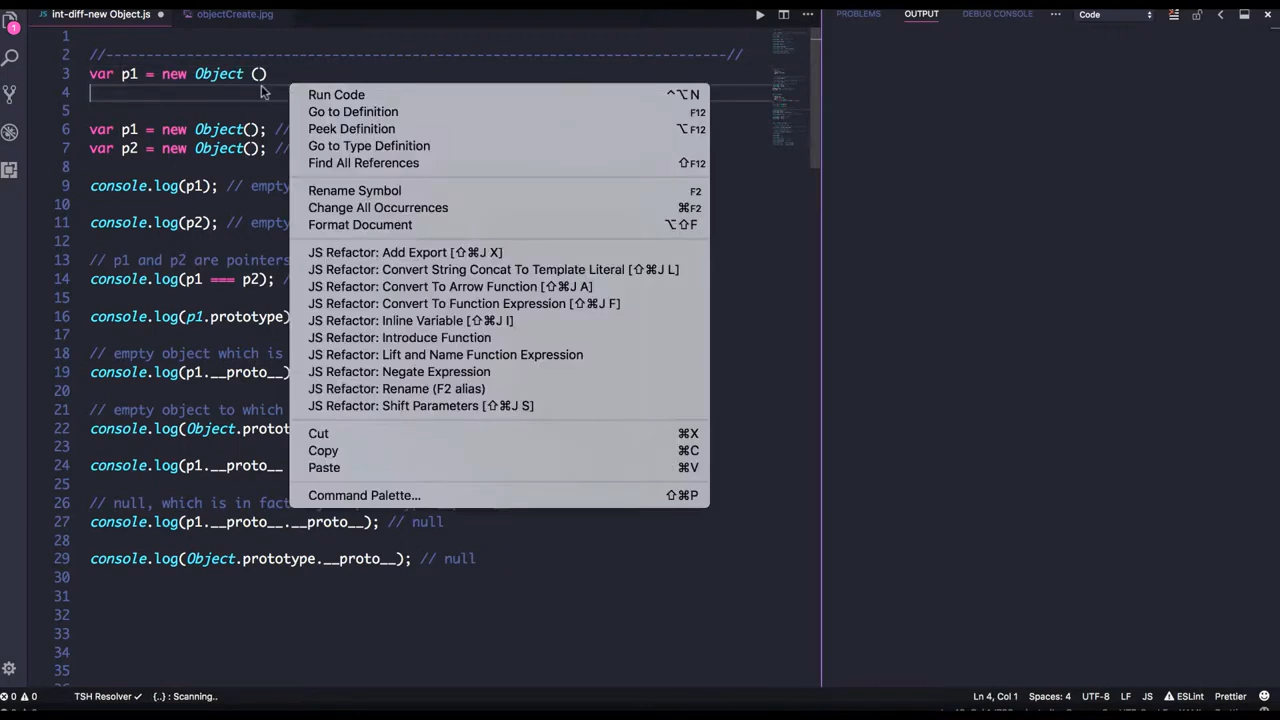 int-diff-new Object.js
objectCreate.jpg
PROBLEMS OUTPUT DEBUG CONSOLE ... Code
1
1
2 //------------------------------------------------------------------------------//
3 var p1 = new Object ()
4
5
6 var p1 = new Object(); //
7 var p2 = new Object(); //
8
9 console.log(p1); // empty
10
11 console.log(p2); // empty
12
13 // p1 and p2 are pointers
14 console.log(p1 === p2); /
15
16 console.log(p1.prototype)
17
18 // empty object which is
19 console.log(p1.__proto__)
20
21 // empty object to which
22 console.log(Object.protot
23
24 console.log(p1.__proto__
25
26 // null, which is in fact
27 console.log(p1.__proto__.__proto__); // null
28
29 console.log(Object.prototype.__proto__); // null
30
31
32
33
34
35
Run Code ^⌥N
Go to Definition F12
Peek Definition ⌥F12
Go to Type Definition
Find All References ⇧F12
Rename Symbol F2
Change All Occurrences ⌘F2
Format Document ⌥⇧F
JS Refactor: Add Export [⇧⌘J X]
JS Refactor: Convert String Concat To Template Literal [⇧⌘J L]
JS Refactor: Convert To Arrow Function [⇧⌘J A]
JS Refactor: Convert To Function Expression [⇧⌘J F]
JS Refactor: Inline Variable [⇧⌘J I]
JS Refactor: Introduce Function
JS Refactor: Lift and Name Function Expression
JS Refactor: Negate Expression
JS Refactor: Rename (F2 alias)
JS Refactor: Shift Parameters [⇧⌘J S]
Cut ⌘X
Copy ⌘C
Paste ⌘V
Command Palette... ⇧⌘P
0 0 TSH Resolver ✓ {..} : Scanning.. Ln 4, Col 1 Spaces: 4 UTF-8 LF JS ESLint Prettier